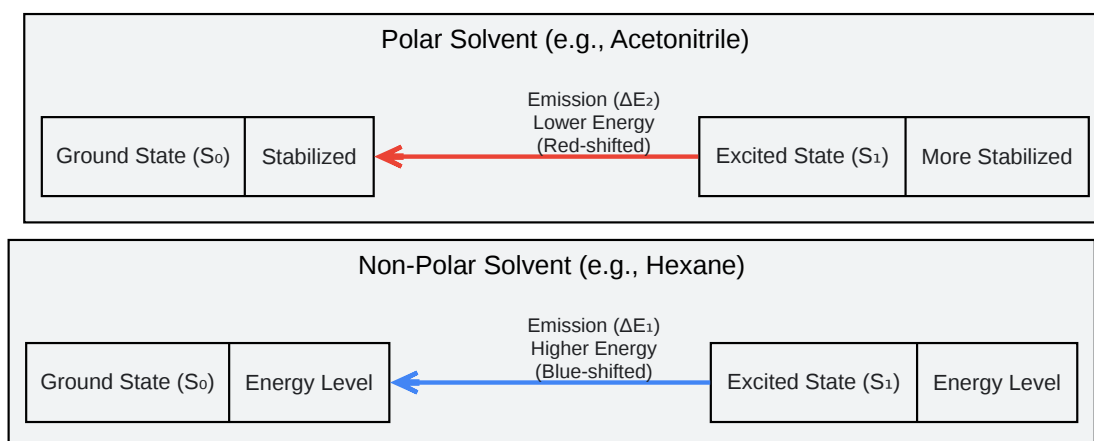 Polar Solvent (e.g., Acetonitrile)
Emission (ΔE₂)
Lower Energy
(Red-shifted)
Ground State (S₀) Stabilized Excited State (S₁) More Stabilized
Non-Polar Solvent (e.g., Hexane)
Emission (ΔE₁)
Higher Energy
(Blue-shifted)
Ground State (S₀) Energy Level Excited State (S₁) Energy Level